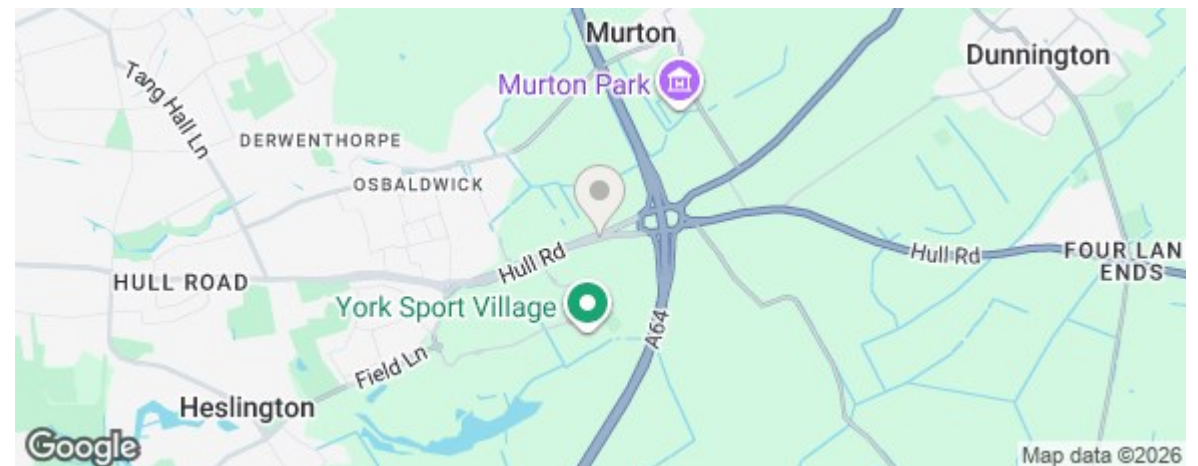 Murton
Dunnington
Murton Park
Tang Hall Ln
DERWENTHORPE
OSBALDWICK
Hull Rd
FOUR LAN
ENDS
Hull Rd
HULL ROAD
York Sport Village
A64
Field Ln
Heslington
Google
Map data ©2026